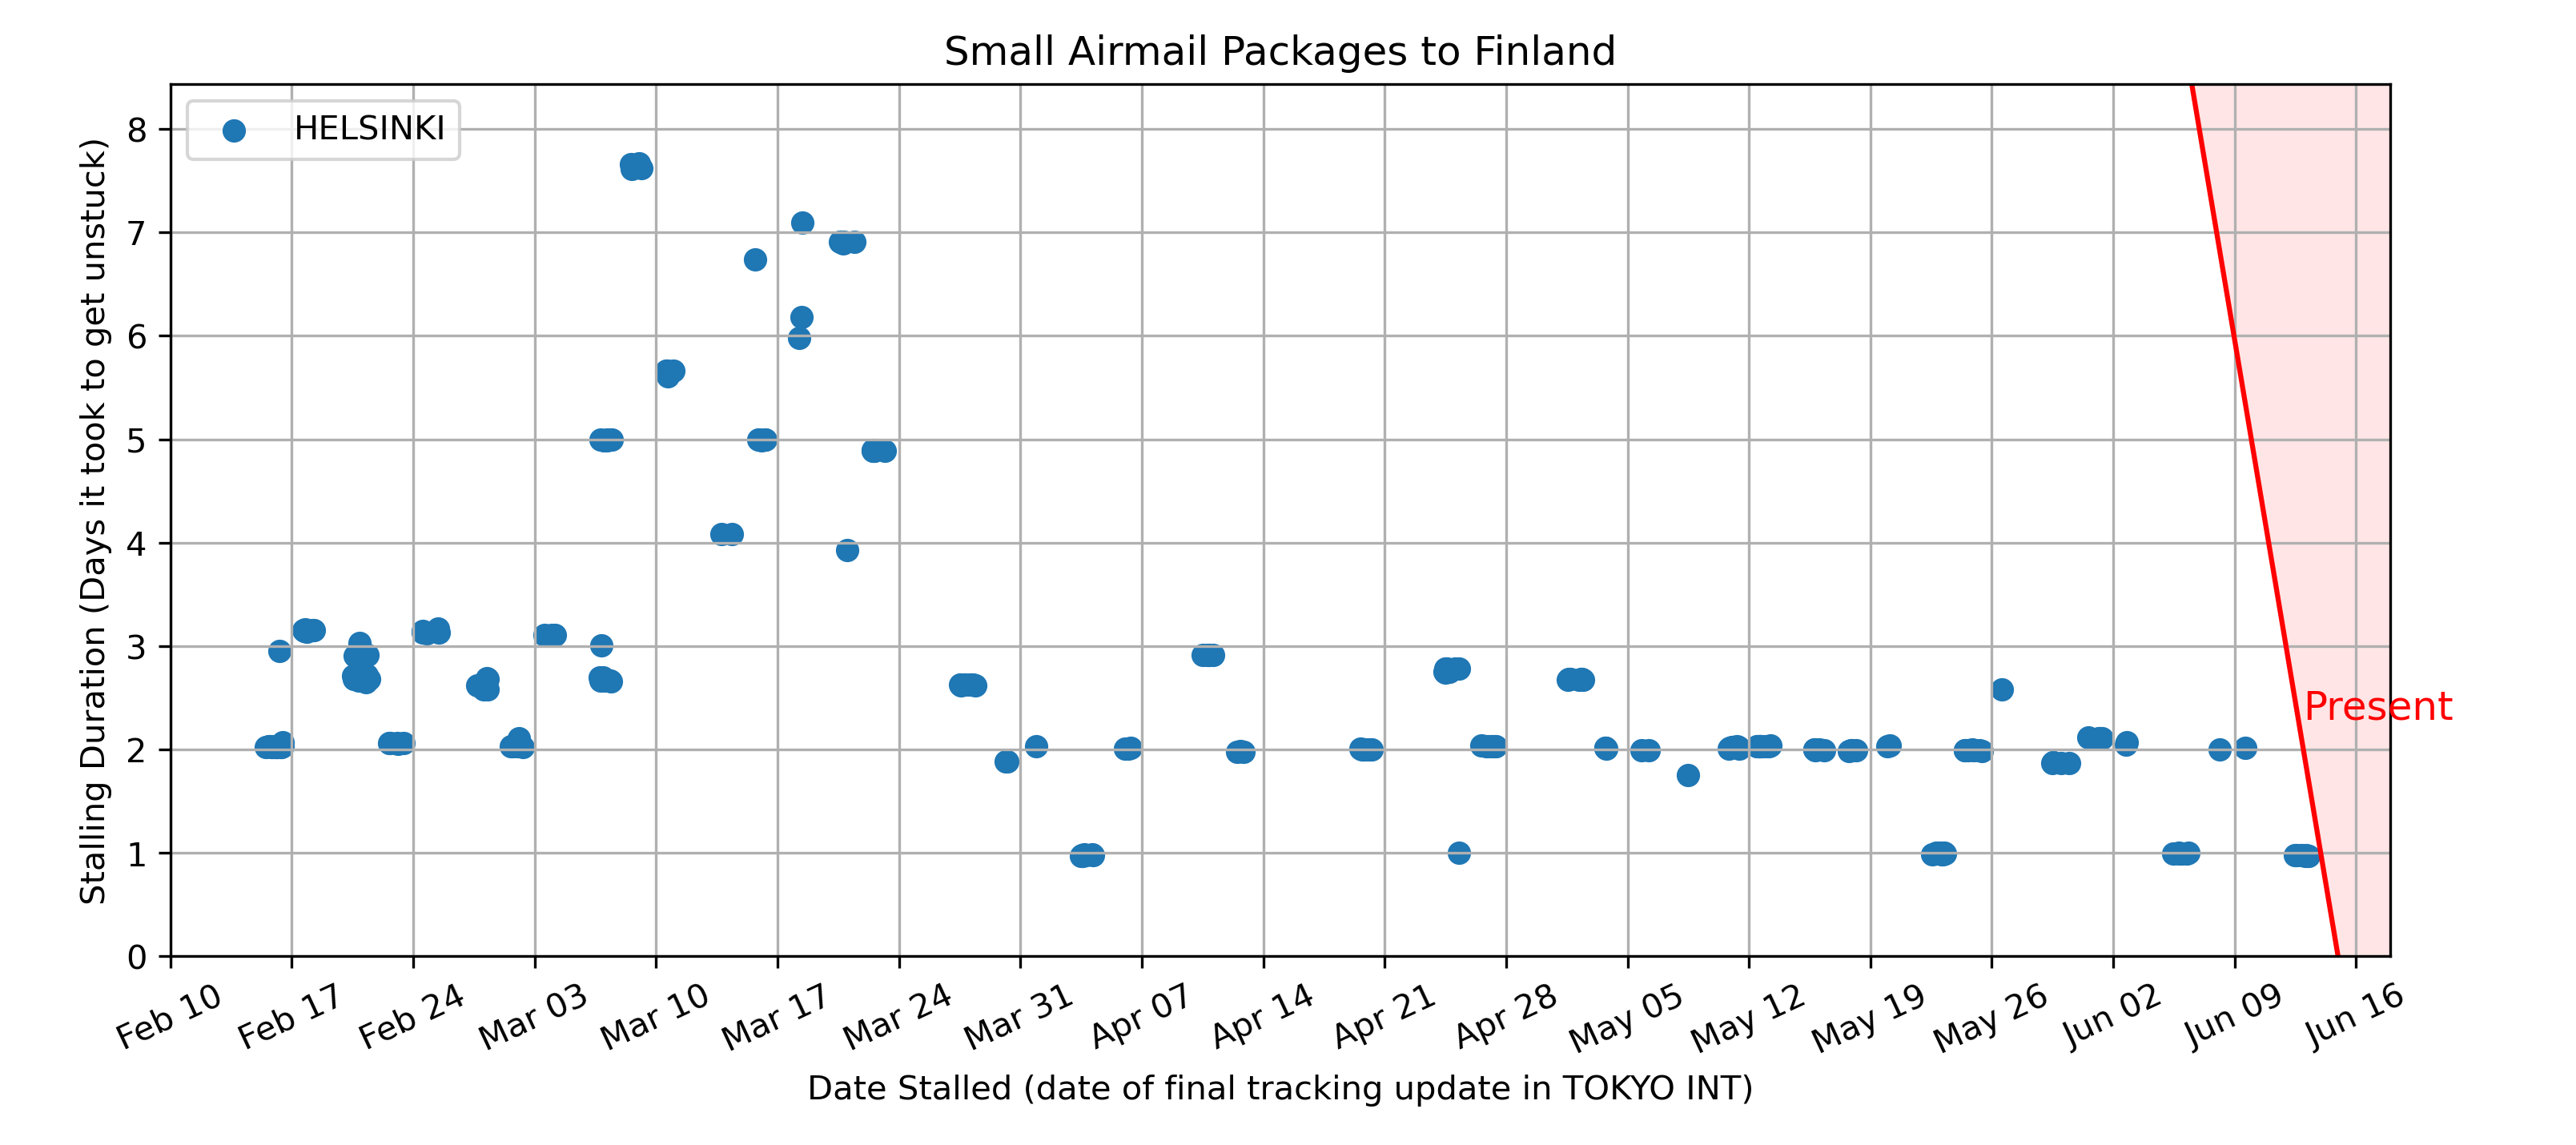 Small Airmail Packages to Finland
HELSINKI
8
7
6
5
4
3
2
1
0
Stalling Duration (Days it took to get unstuck)
Present
Feb 10
Feb 17
Feb 24
Mar 03
Mar 10
Mar 17
Mar 24
Mar 31
Apr 07
Apr 14
Apr 21
Apr 28
May 05
May 12
May 19
May 26
Jun 02
Jun 09
Jun 16
Date Stalled (date of final tracking update in TOKYO INT)